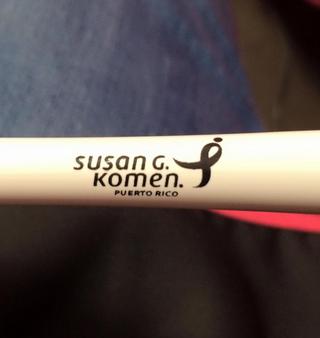 susan G.
Komen.
PUERTO RICO